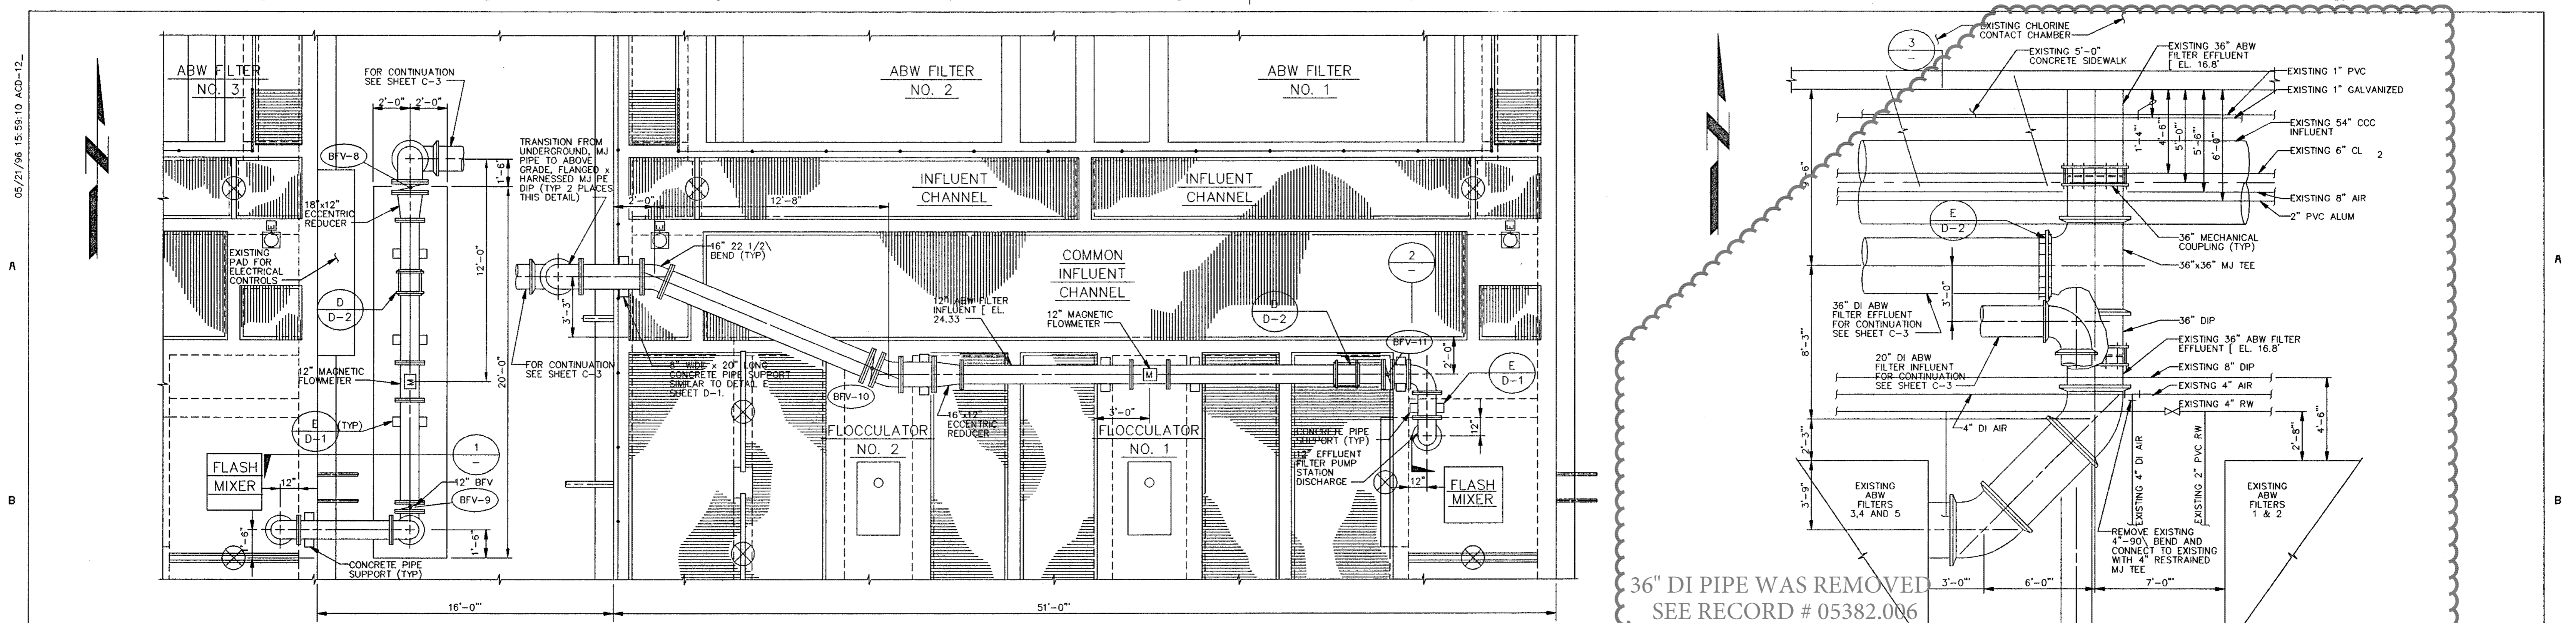 05/21/96 15:59:10 ACD-12_
ABW FILTER
NO. 3
FOR CONTINUATION
SEE SHEET C-3
2'-0"
2'-0"
BFV-8
1'-6"
18"x12"
ECCENTRIC
REDUCER
EXISTING
PAD FOR
ELECTRICAL
CONTROLS
D
D-2
12'-0"
20'-0"
12" MAGNETIC
FLOWMETER
M
E
D-1
(TYP)
1
-
FLASH
MIXER
12"
12" BFV
BFV-9
1'-6"
1'-6"
CONCRETE PIPE
SUPPORT (TYP)
16'-0"'
TRANSITION FROM
UNDERGROUND, MJ
PIPE TO ABOVE
GRADE, FLANGED x
HARNESSED MJ PE
DIP (TYP 2 PLACES
THIS DETAIL)
ABW FILTER
NO. 2
ABW FILTER
NO. 1
INFLUENT
CHANNEL
INFLUENT
CHANNEL
2'-0"
12'-8"
16" 22 1/2\
BEND (TYP)
COMMON
INFLUENT
CHANNEL
2
-
3'-3"
12" ABW FILTER
INFLUENT [ EL.
24.33
12" MAGNETIC
FLOWMETER
D
D-2
BFV-11
FOR CONTINUATION
SEE SHEET C-3
8" WIDE x 20" LONG
CONCRETE PIPE SUPPORT
SIMILAR TO DETAIL E
SHEET D-1.
BFV-10
M
2'-0"
E
D-1
16"x12"
ECCENTRIC
REDUCER
3'-0"
FLOCCULATOR
NO. 2
FLOCCULATOR
NO. 1
CONCRETE PIPE
SUPPORT (TYP)
12"
12" EFFLUENT
FILTER PUMP
STATION
DISCHARGE
12"
FLASH
MIXER
51'-0"'
3
-
EXISTING CHLORINE
CONTACT CHAMBER
EXISTING 5'-0"
CONCRETE SIDEWALK
EXISTING 36" ABW
FILTER EFFLUENT
[ EL. 16.8'
EXISTING 1" PVC
EXISTING 1" GALVANIZED
EXISTING 54" CCC
INFLUENT
EXISTING 6" CL 2
EXISTING 8" AIR
2" PVC ALUM
1'-4"'
4'-6"'
5'-0"'
5'-6"'
6'-0"'
E
D-2
36" MECHANICAL
COUPLING (TYP)
36"x36" MJ TEE
36" DI ABW
FILTER EFFLUENT
FOR CONTINUATION
SEE SHEET C-3
3'-0"
8'-3"'
36" DIP
EXISTING 36" ABW FILTER
EFFLUENT [ EL. 16.8'
20" DI ABW
FILTER INFLUENT
FOR CONTINUATION
SEE SHEET C-3
EXISTING 8" DIP
EXISTING 4" AIR
EXISTING 4" RW
4" DI AIR
2'-3"'
3'-9"'
2'-8"'
4'-6"'
EXISTING
ABW
FILTERS
3,4 AND 5
EXISTING 4" DI AIR
EXISTING 2" PVC RW
EXISTING
ABW
FILTERS
1 & 2
REMOVE EXISTING
4"-90\ BEND AND
CONNECT TO EXISTING
WITH 4" RESTRAINED
MJ TEE
3'-0"'
6'-0"'
7'-0"'
36" DI PIPE WAS REMOVED
SEE RECORD # 05382.006
A
B
A
B